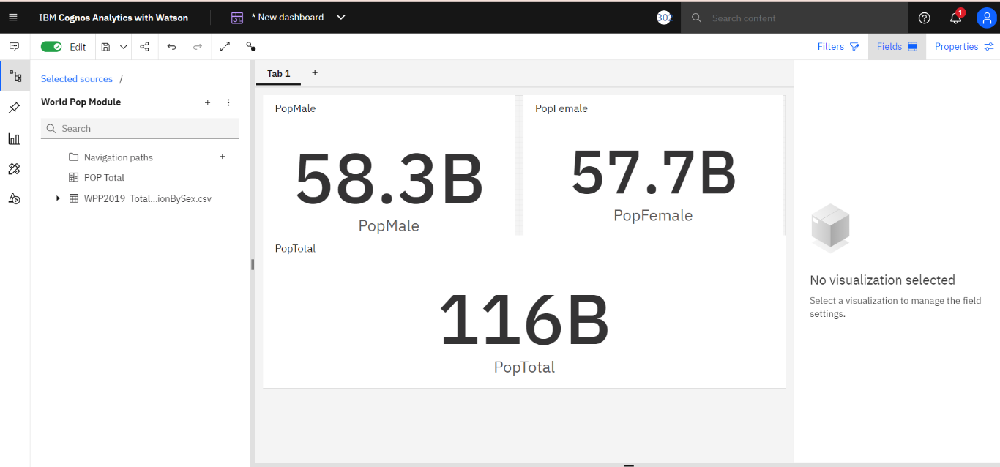 IBM Cognos Analytics with Watson
* New dashboard
302
Search content
1
Edit
Filters
Fields
Properties
Selected sources /
World Pop Module
Search
Navigation paths
POP Total
WPP2019_Total...ionBySex.csv
Tab 1
PopMale
58.3B
PopMale
PopFemale
57.7B
PopFemale
PopTotal
116B
PopTotal
No visualization selected
Select a visualization to manage the field
settings.